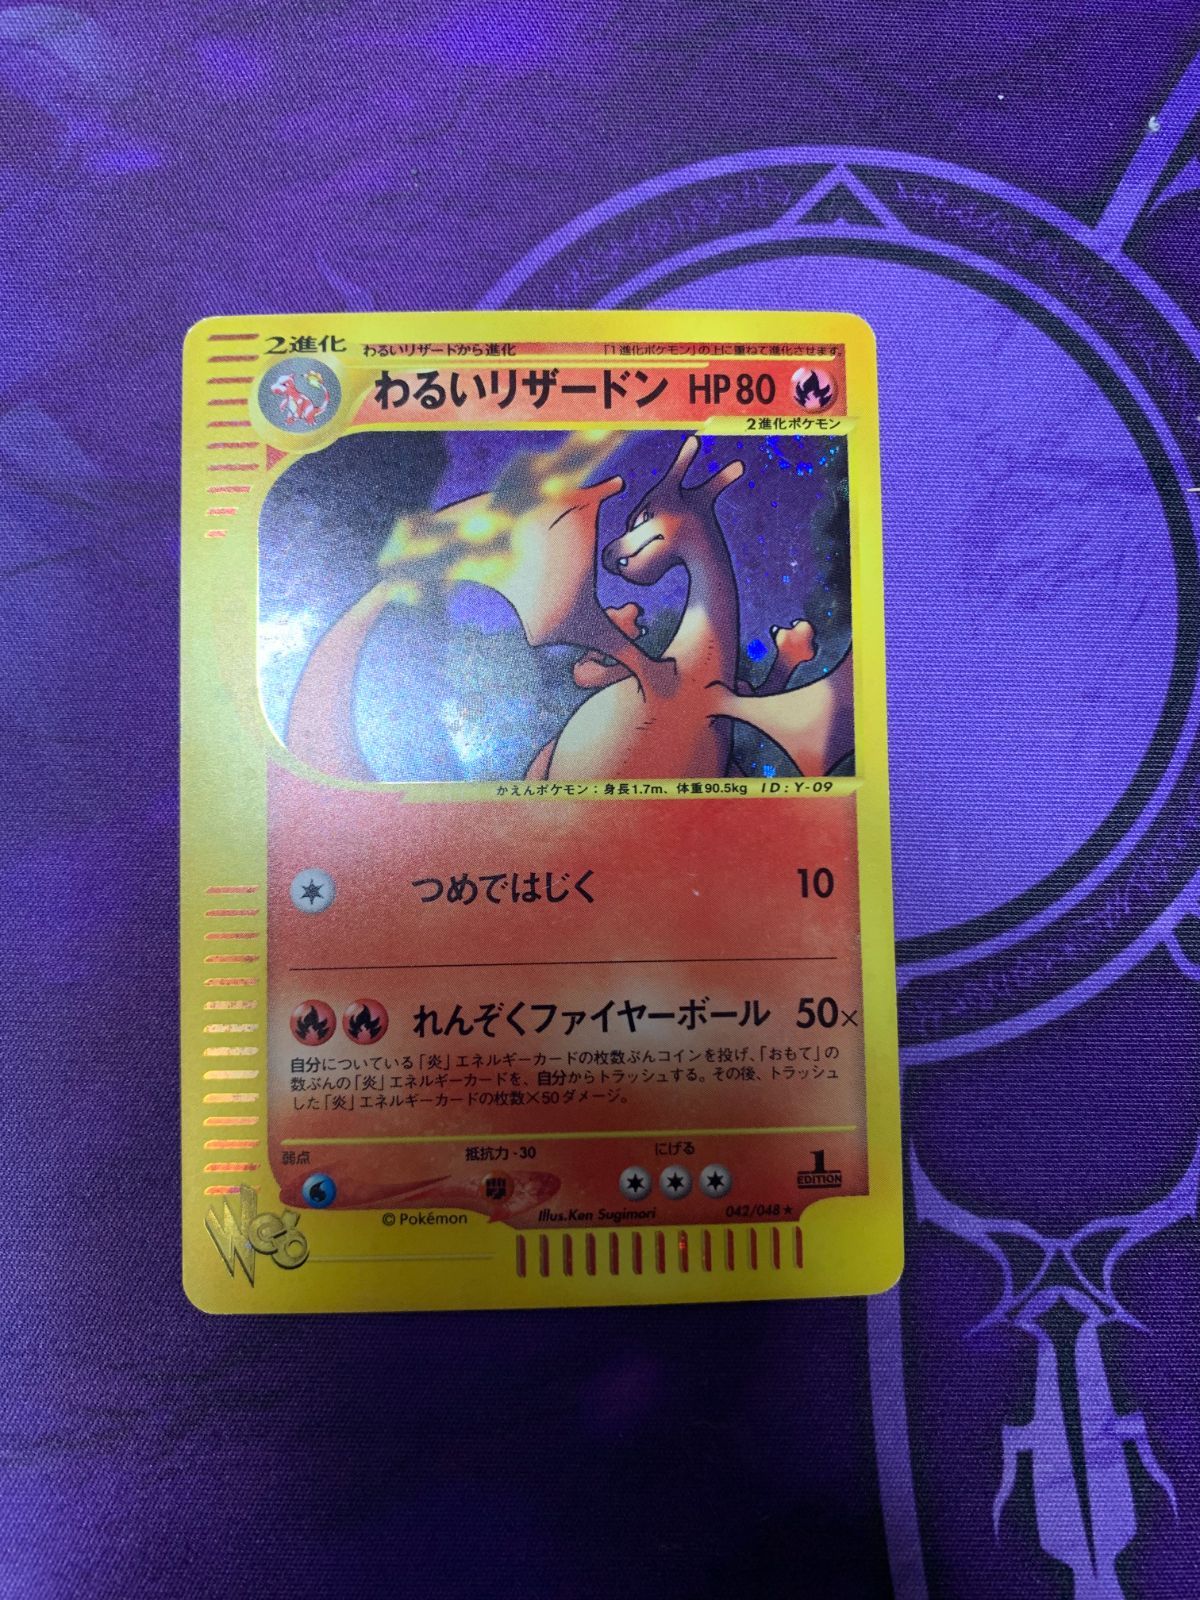 2進化 わるいリザードから進化 「1進化ポケモン」の上に重ねて進化させます。
わるいリザードン HP80
2進化ポケモン
かえんポケモン：身長1.7m、体重90.5kg ID:Y-09
つめではじく 10
れんぞくファイヤーボール 50×
自分についている「炎」エネルギーカードの枚数ぶんコインを投げ、「おもて」の
数ぶんの「炎」エネルギーカードを、自分からトラッシュする。その後、トラッシュ
した「炎」エネルギーカードの枚数×50ダメージ。
弱点 抵抗力-30 にげる
1
EDITION
Web
© Pokémon Illus.Ken Sugimori 042/048★